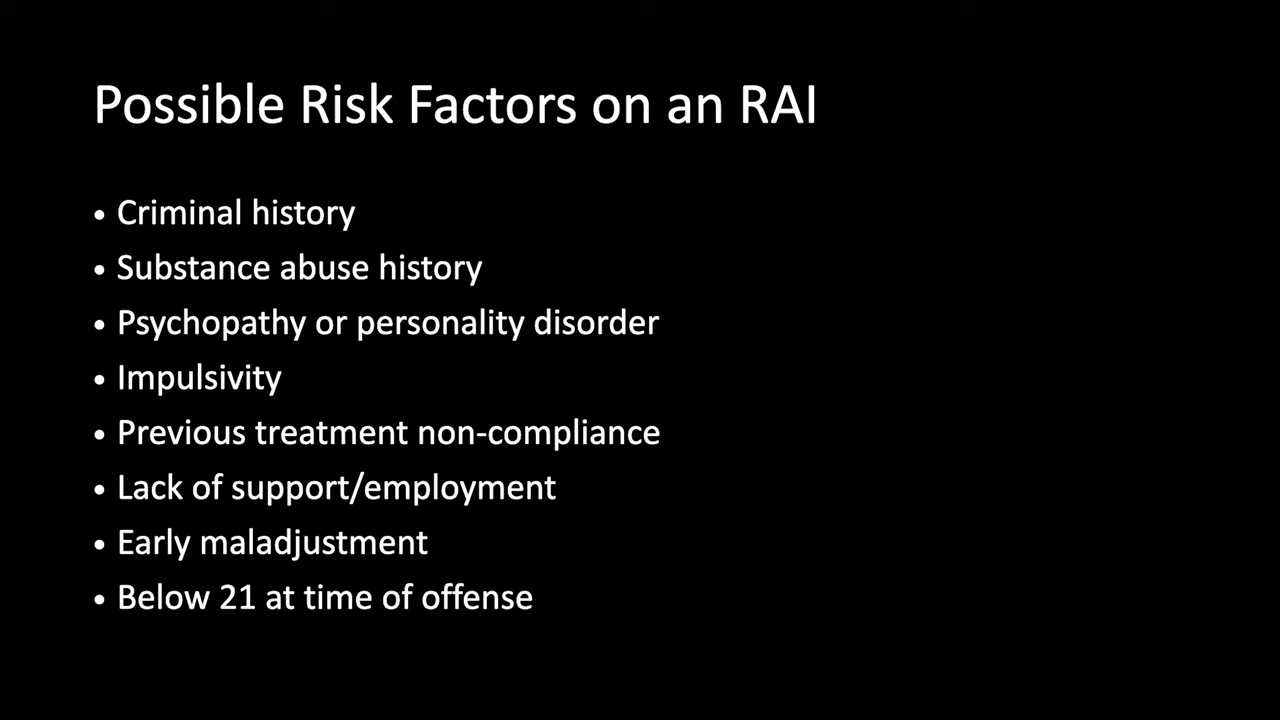 Possible Risk Factors on an RAI
• Criminal history
• Substance abuse history
• Psychopathy or personality disorder
• Impulsivity
• Previous treatment non-compliance
• Lack of support/employment
• Early maladjustment
• Below 21 at time of offense